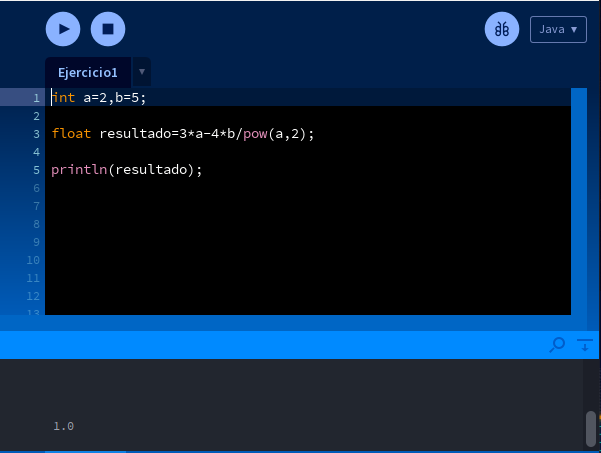 Java ▾
Ejercicio1 ▾
1 int a=2,b=5;
2
3 float resultado=3*a-4*b/pow(a,2);
4
5 println(resultado);
6
7
8
9
10
11
12
13
1.0